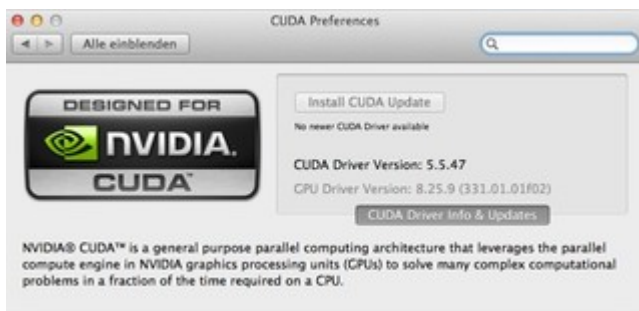 CUDA Preferences
Alle einblenden
DESIGNED FOR
NVIDIA.
CUDA™
Install CUDA Update
No newer CUDA Driver available
CUDA Driver Version: 5.5.47
GPU Driver Version: 8.25.9 (331.01.01f02)
CUDA Driver Info & Updates
NVIDIA® CUDA™ is a general purpose parallel computing architecture that leverages the parallel
compute engine in NVIDIA graphics processing units (GPUs) to solve many complex computational
problems in a fraction of the time required on a CPU.